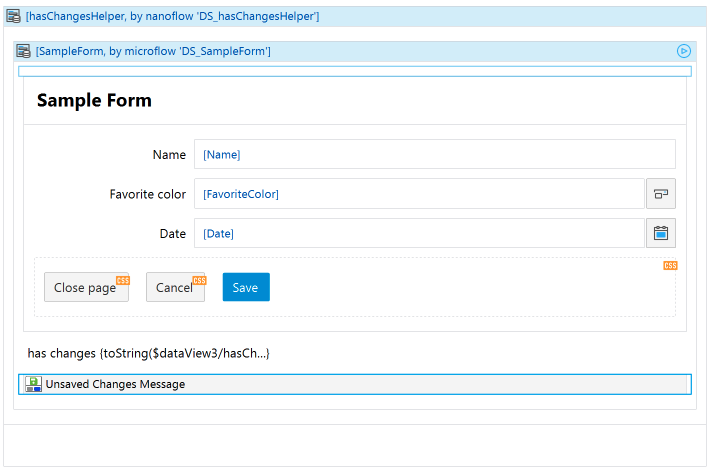 [hasChangesHelper, by nanoflow 'DS_hasChangesHelper']
[SampleForm, by microflow 'DS_SampleForm']
Sample Form
Name [Name]
Favorite color [FavoriteColor]
Date [Date]
CSS
Close page CSS Cancel CSS Save
has changes {toString($dataView3/hasCh...}
Unsaved Changes Message